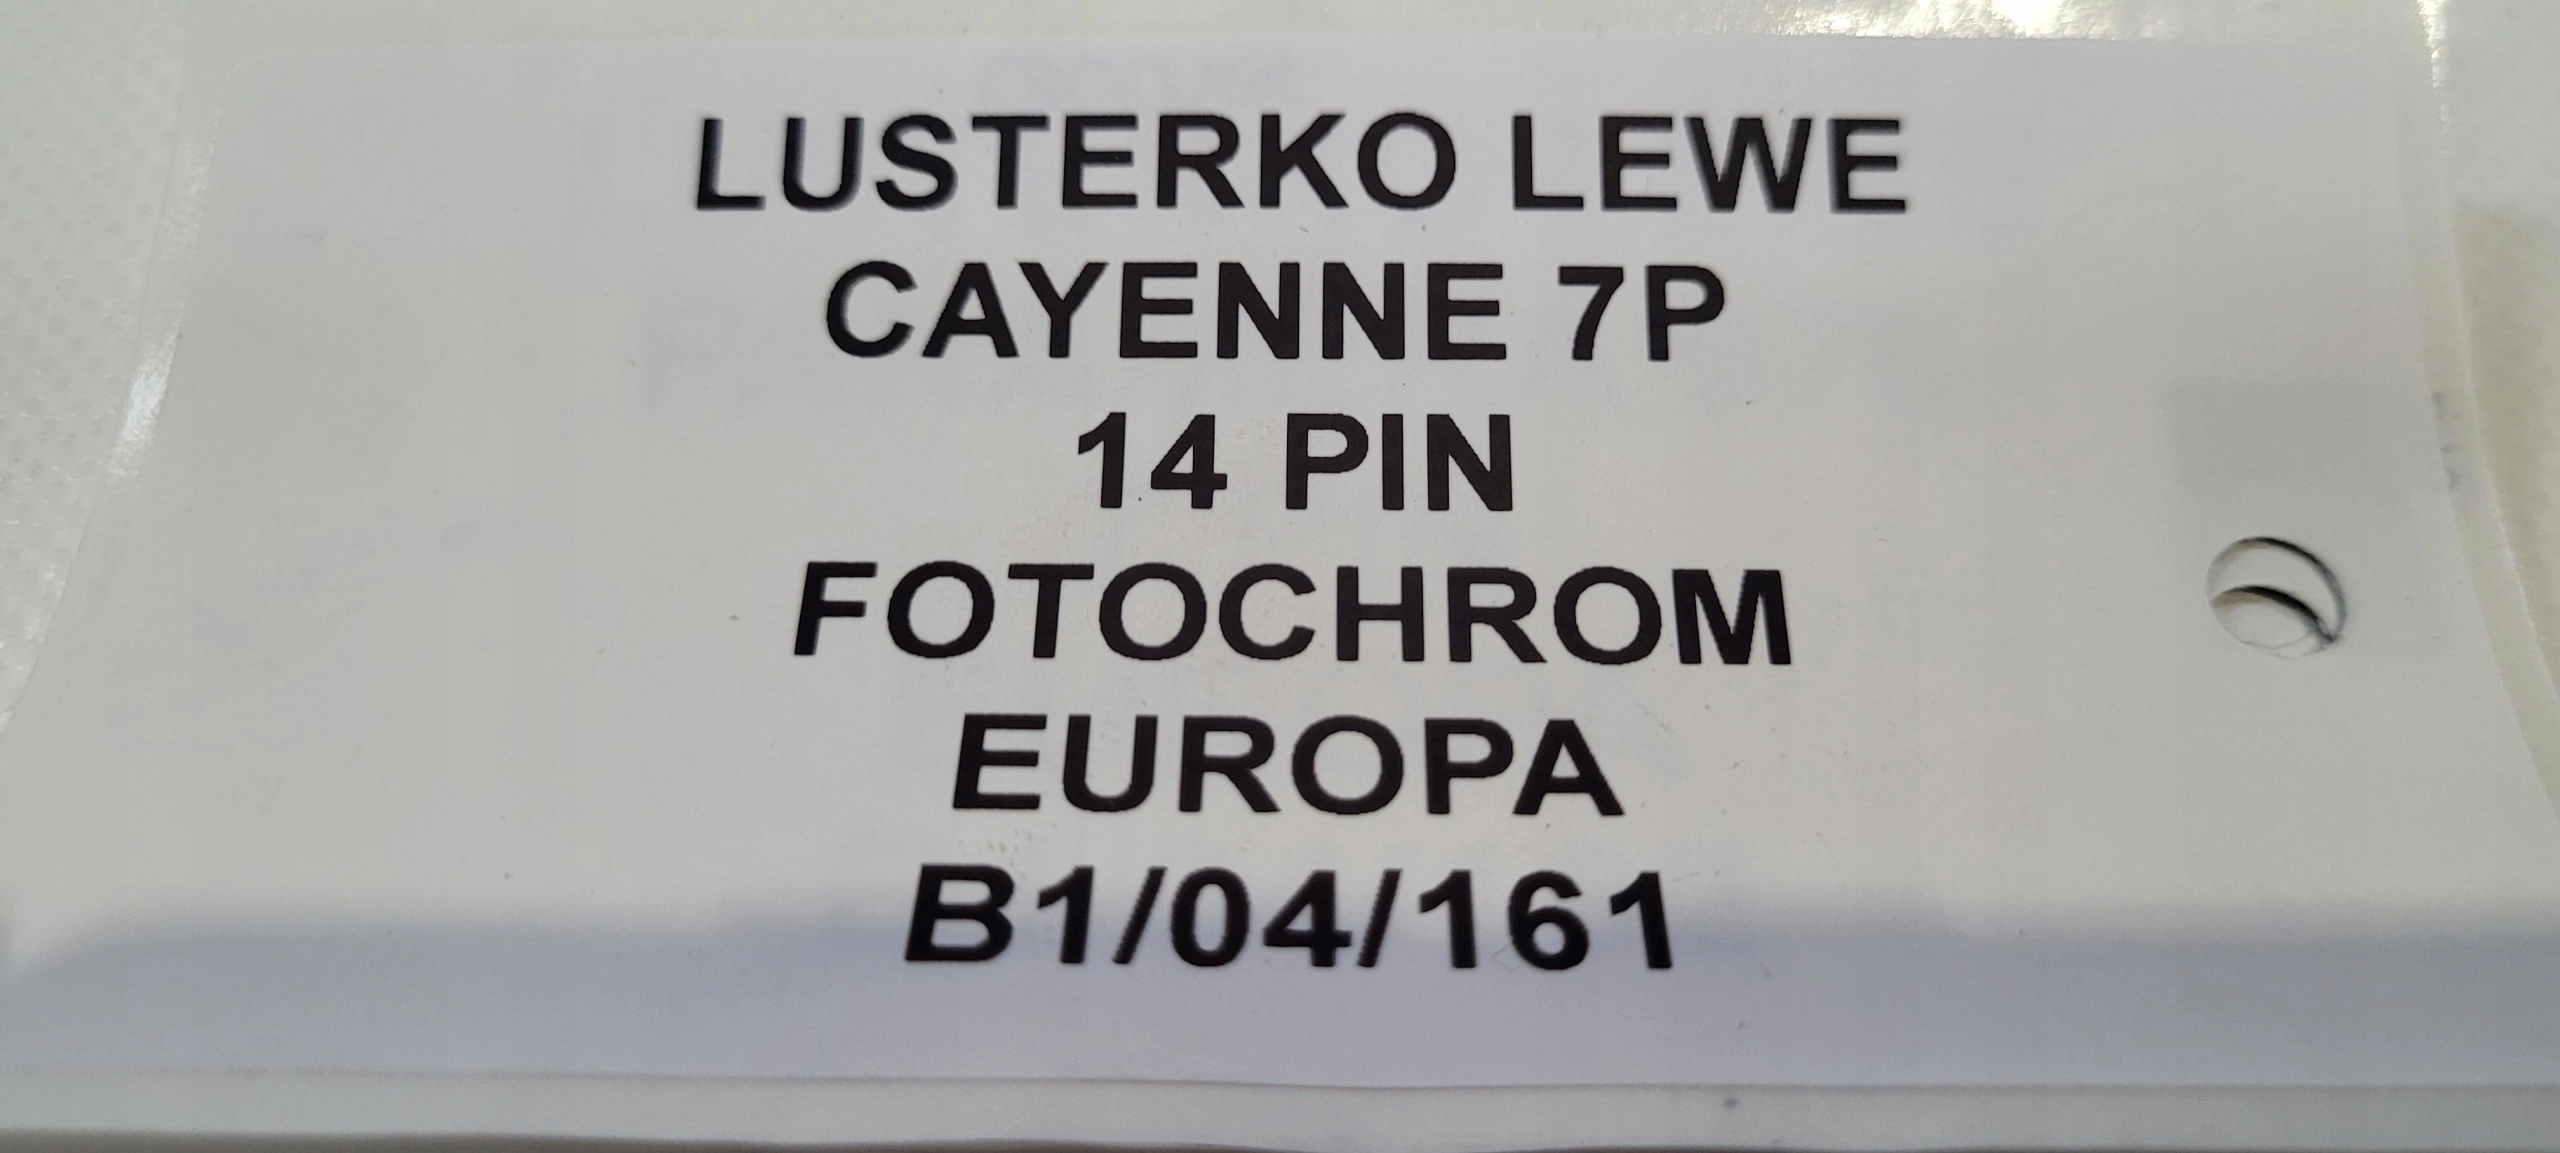 LUSTERKO LEWE
CAYENNE 7P
14 PIN
FOTOCHROM
EUROPA
B1/04/161